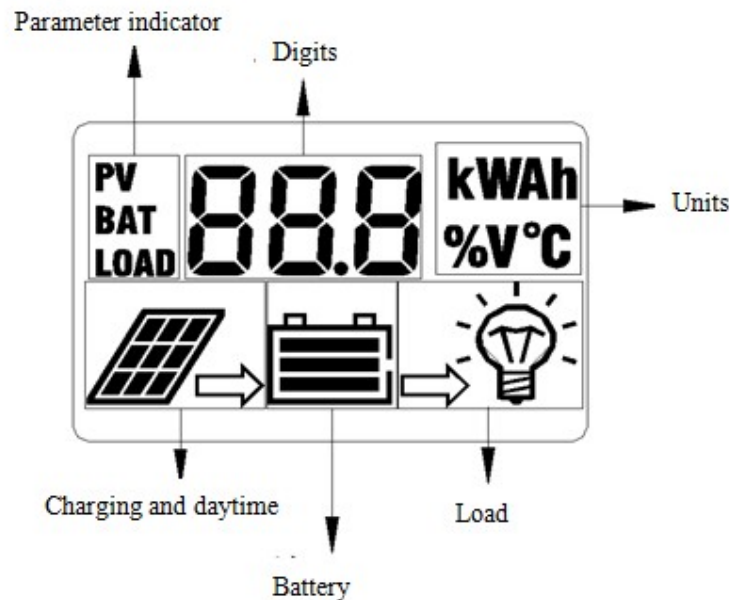 Parameter indicator
Digits
PV
BAT
LOAD
88.8
kWAh
%V°C
Units
Charging and daytime
Load
Battery